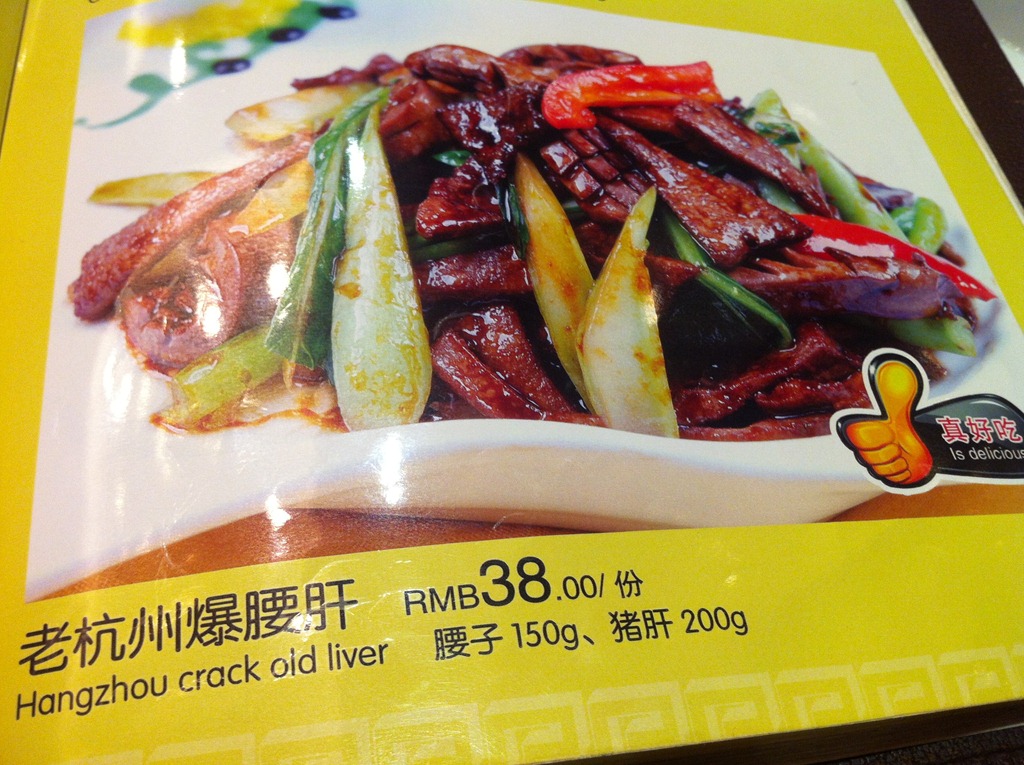 真好吃
Is delicious
老杭州爆腰肝 RMB38.00/份
Hangzhou crack old liver 腰子 150g、猪肝 200g